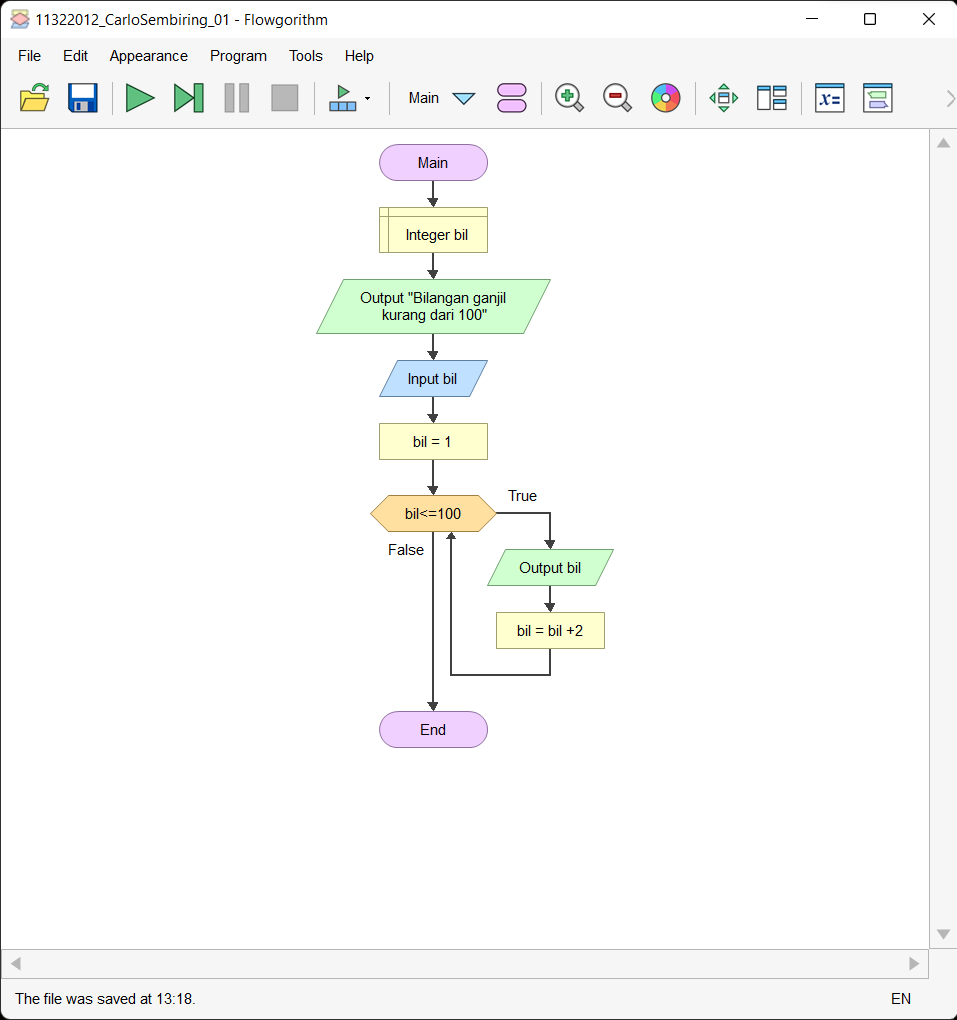 11322012_CarloSembiring_01 - Flowgorithm
File Edit Appearance Program Tools Help
Main
x=
Main
Integer bil
Output "Bilangan ganjil
kurang dari 100"
Input bil
bil = 1
True
bil<=100
False
Output bil
bil = bil +2
End
The file was saved at 13:18.
EN